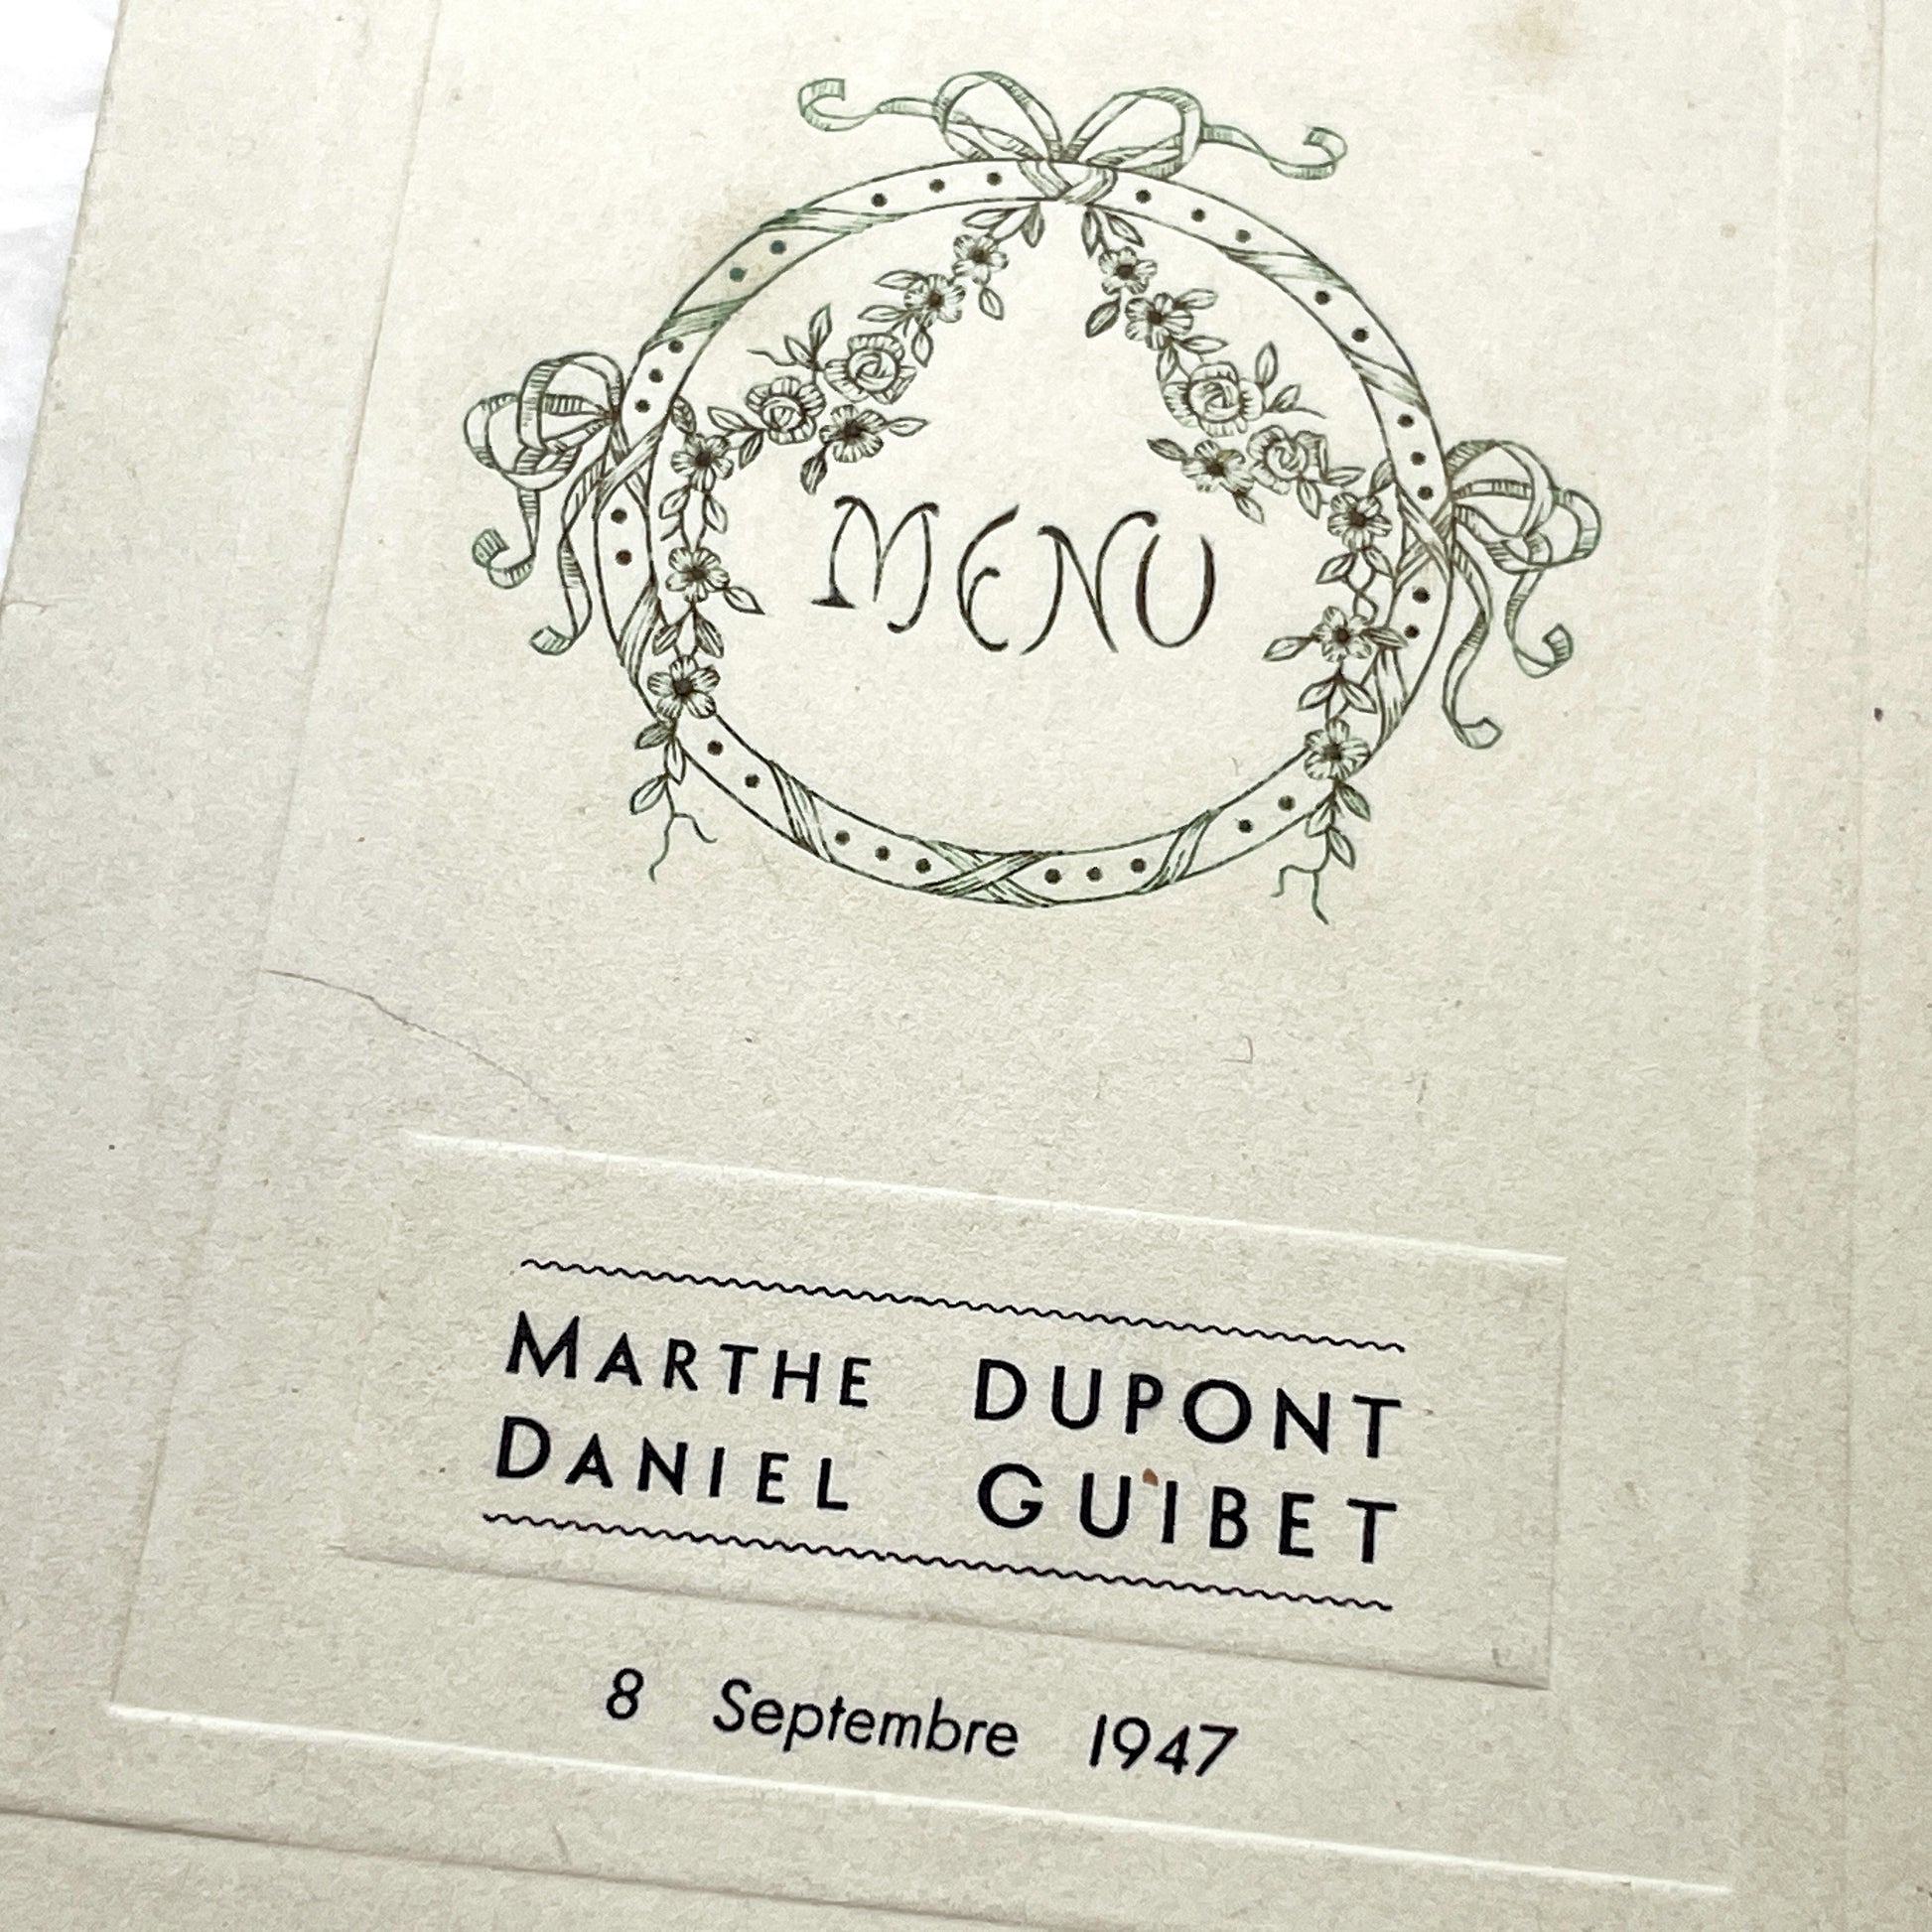 MENU
MARTHE DUPONT
DANIEL GUIBET
8 Septembre 1947